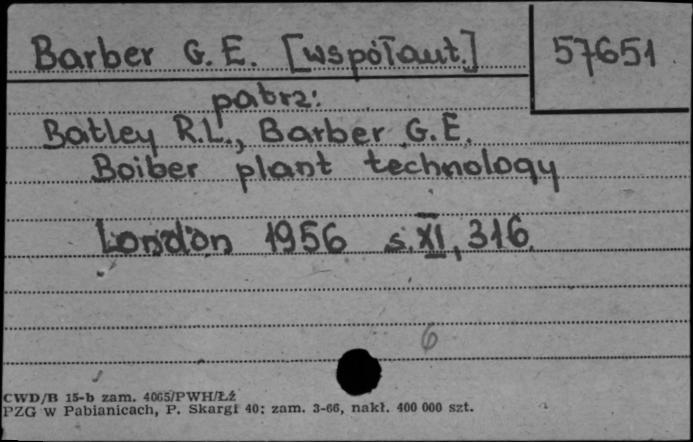 Barber G. E. [współaut.]
57651
patrz:
Batley R.L., Barber G.E.
Boiber plant technology
London 1956 s. XI, 316.
6
CWD/B 15-b zam. 4065/PWH/Łź
PZG w Pabianicach, P. Skargi 40; zam. 3-66, nakł. 400 000 szt.